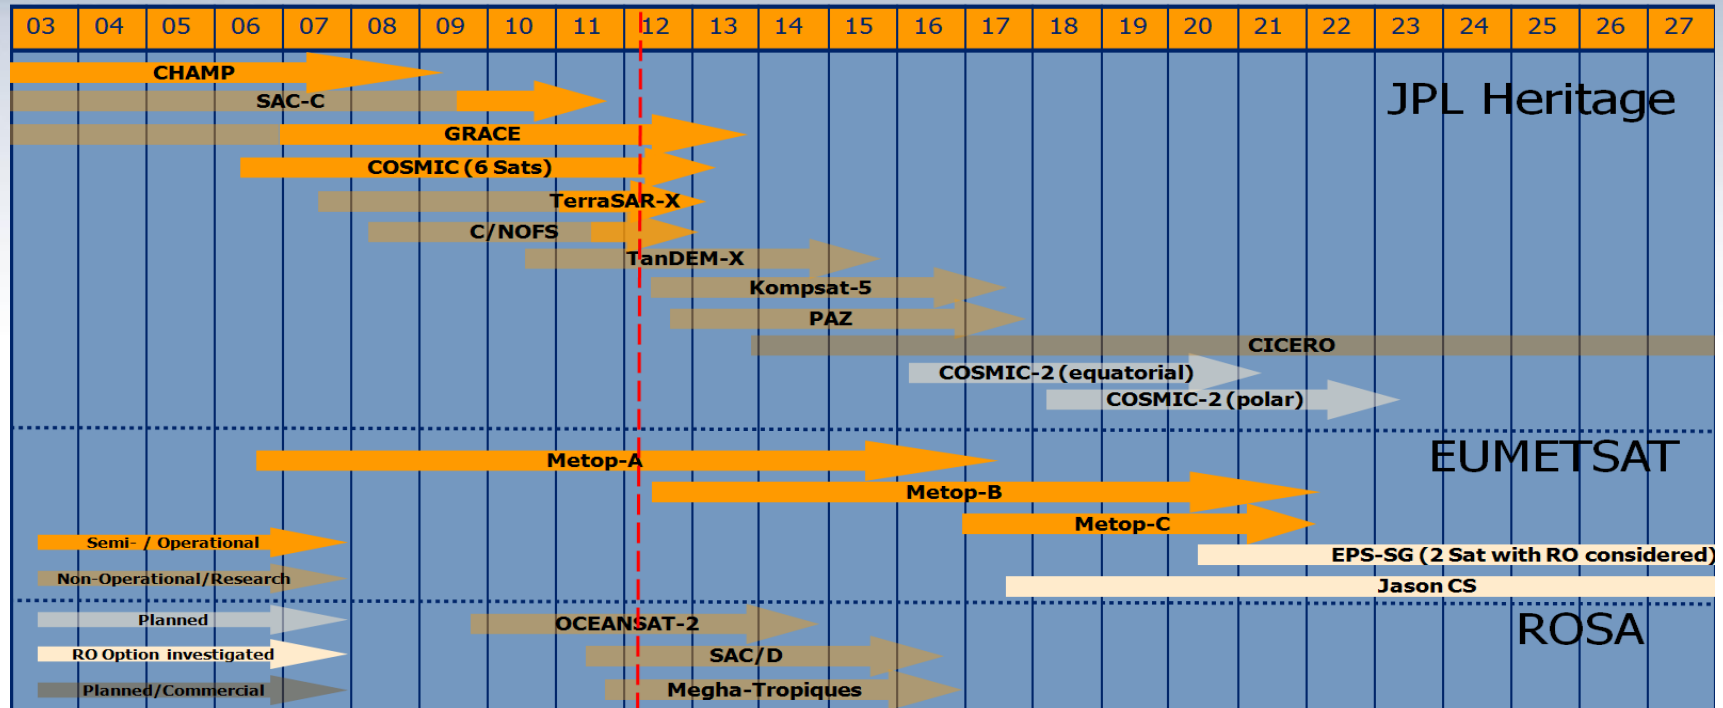 03 04 05 06 07 08 09 10 11 12 13 14 15 16 17 18 19 20 21 22 23 24 25 26 27
CHAMP
JPL Heritage
SAC-C
GRACE
COSMIC (6 Sats)
TerraSAR-X
C/NOFS
TanDEM-X
Kompsat-5
PAZ
CICERO
COSMIC-2 (equatorial)
COSMIC-2 (polar)
EUMETSAT
Metop-A
Metop-B
Metop-C
Semi- / Operational
EPS-SG (2 Sat with RO considered)
Non-Operational/Research
Jason CS
Planned
OCEANSAT-2
ROSA
RO Option investigated
SAC/D
Planned/Commercial
Megha-Tropiques